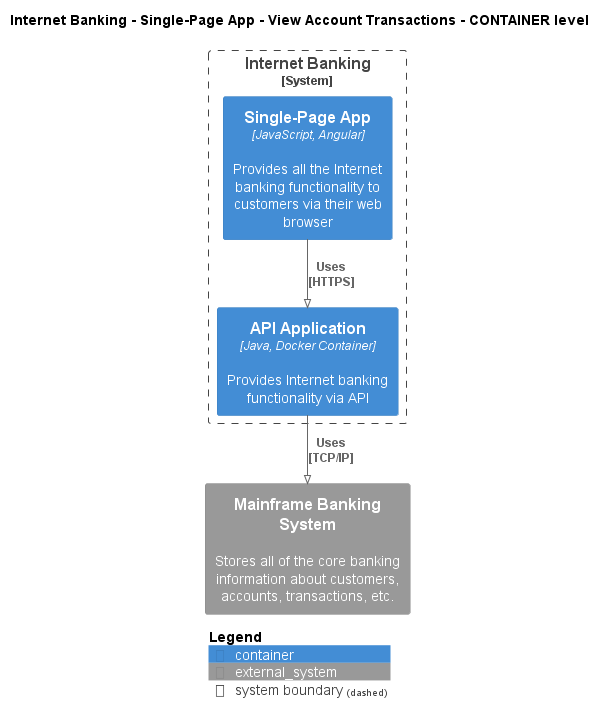 Internet Banking - Single-Page App - View Account Transactions - CONTAINER level
Internet Banking
[System]
Single-Page App
[JavaScript, Angular]
Provides all the Internet
banking functionality to
customers via their web
browser
Uses
[HTTPS]
API Application
[Java, Docker Container]
Provides Internet banking
functionality via API
Uses
[TCP/IP]
Mainframe Banking
System
Stores all of the core banking
information about customers,
accounts, transactions, etc.
Legend
container
external_system
system boundary (dashed)